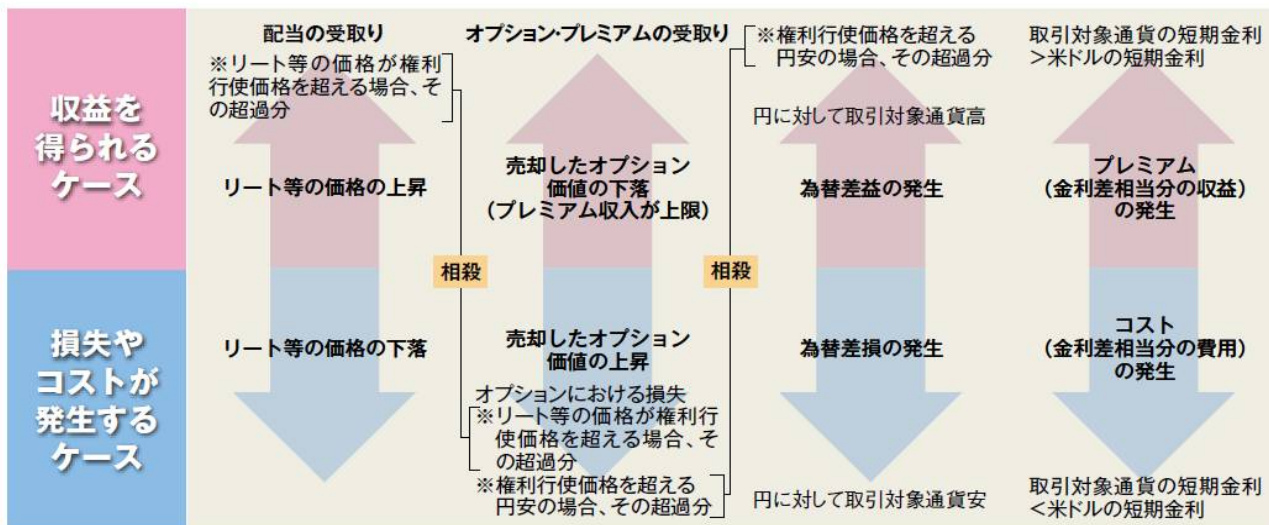 収益を
得られる
ケース
配当の受取り
※リート等の価格が権利
行使価格を超える場合、そ
の超過分
リート等の価格の上昇
オプション・プレミアムの受取り
売却したオプション
価値の下落
（プレミアム収入が上限）
※権利行使価格を超える
円安の場合、その超過分
円に対して取引対象通貨高
為替差益の発生
取引対象通貨の短期金利
＞米ドルの短期金利
プレミアム
（金利差相当分の収益）
の発生
相殺
相殺
損失や
コストが
発生する
ケース
リート等の価格の下落
売却したオプション
価値の上昇
オプションにおける損失
※リート等の価格が権利行
使価格を超える場合、そ
の超過分
※権利行使価格を超える
円安の場合、その超過分
為替差損の発生
円に対して取引対象通貨安
コスト
（金利差相当分の費用）
の発生
取引対象通貨の短期金利
＜米ドルの短期金利